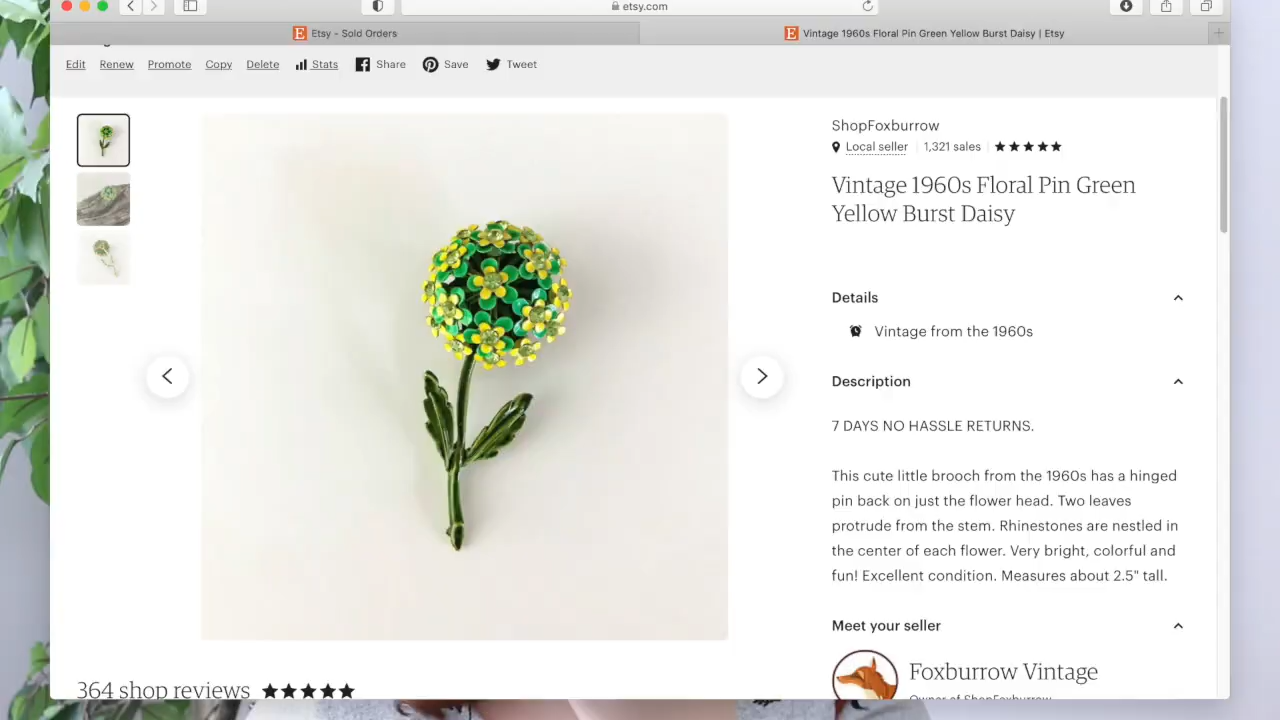 etsy.com
E Etsy - Sold Orders
E Vintage 1960s Floral Pin Green Yellow Burst Daisy | Etsy
Edit Renew Promote Copy Delete Stats Share Save Tweet
ShopFoxburrow
Local seller 1,321 sales
Vintage 1960s Floral Pin Green
Yellow Burst Daisy
Details
Vintage from the 1960s
Description
7 DAYS NO HASSLE RETURNS.
This cute little brooch from the 1960s has a hinged
pin back on just the flower head. Two leaves
protrude from the stem. Rhinestones are nestled in
the center of each flower. Very bright, colorful and
fun! Excellent condition. Measures about 2.5" tall.
Meet your seller
Foxburrow Vintage
Owner of ShopFoxburrow
364 shop reviews